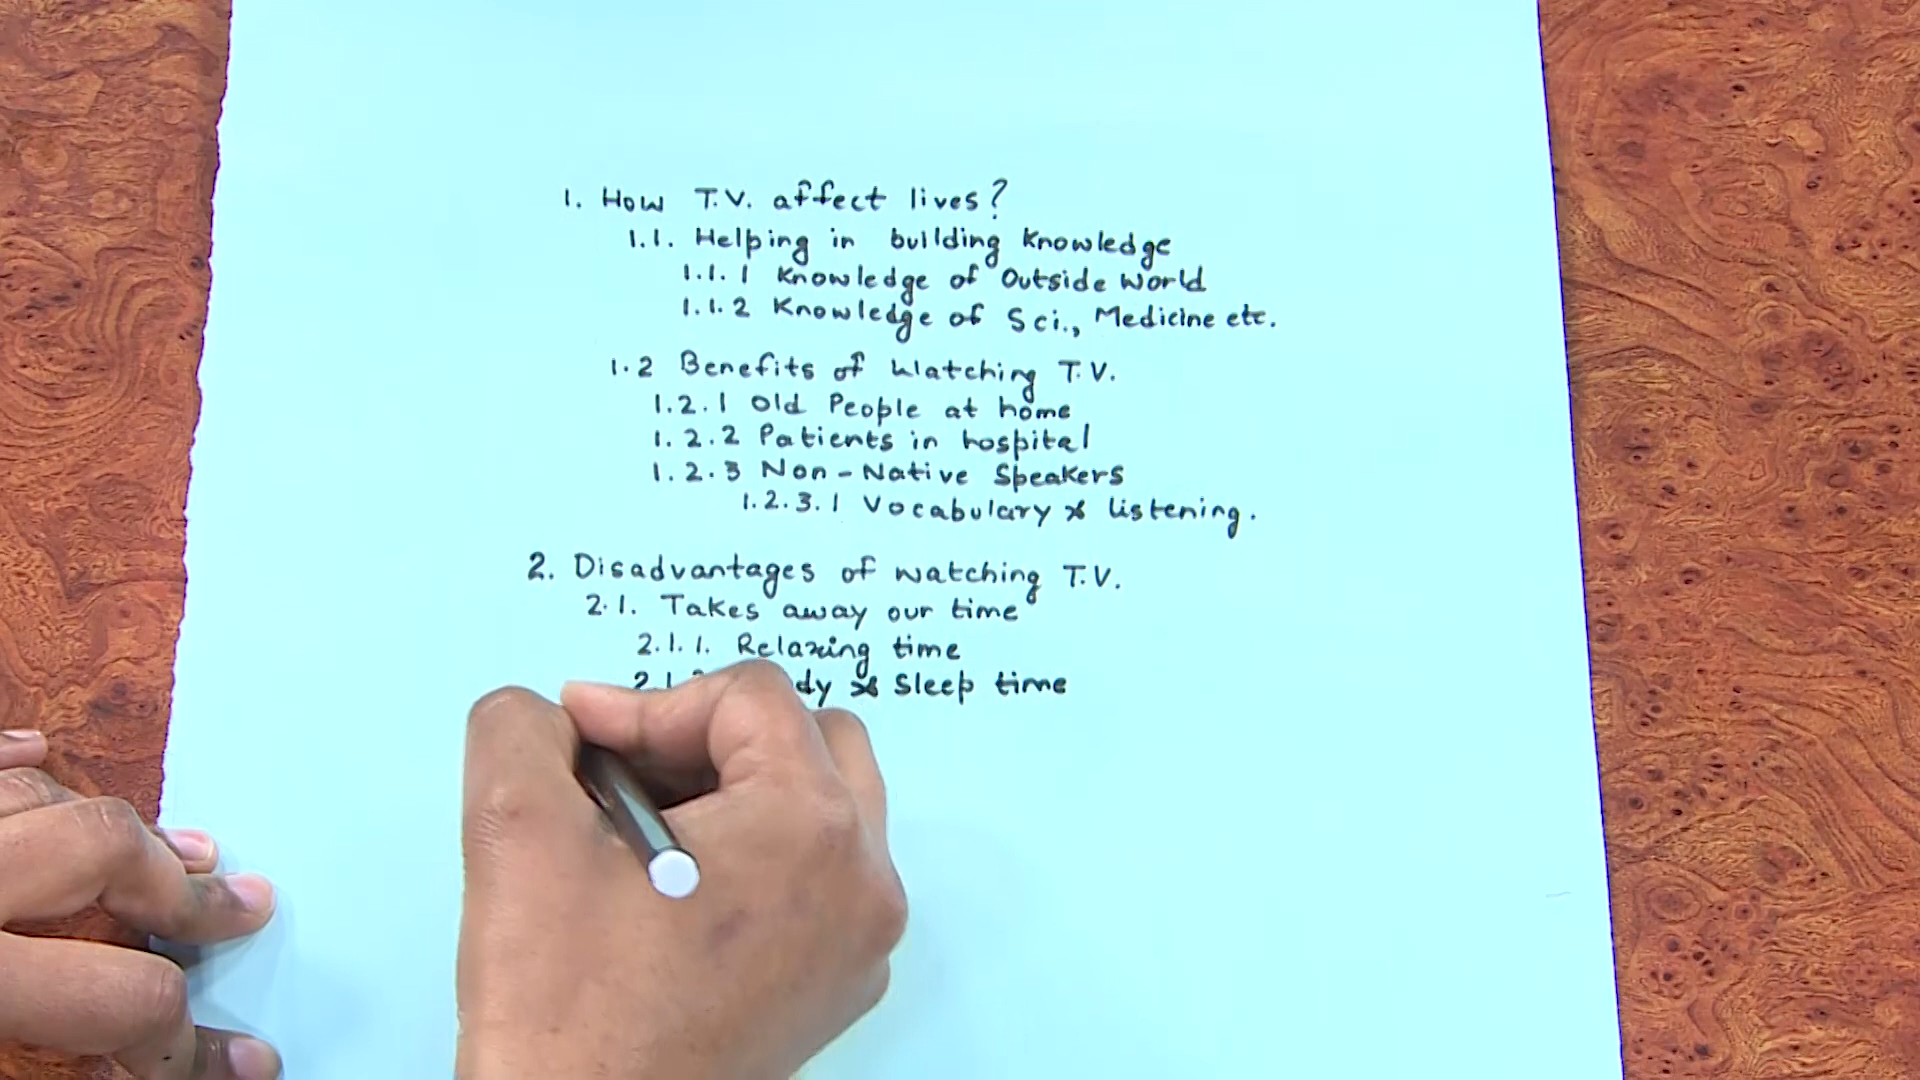 1. How T.V. affect lives?
1.1. Helping in building Knowledge
1.1.1 Knowledge of Outside World
1.1.2 Knowledge of Sci., Medicine etc.
1.2 Benefits of Watching T.V.
1.2.1 Old People at home
1.2.2 Patients in hospital
1.2.3 Non-Native Speakers
1.2.3.1 Vocabulary & listening.
2. Disadvantages of watching T.V.
2.1. Takes away our time
2.1.1. Relaxing time
2.1. & Sleep time